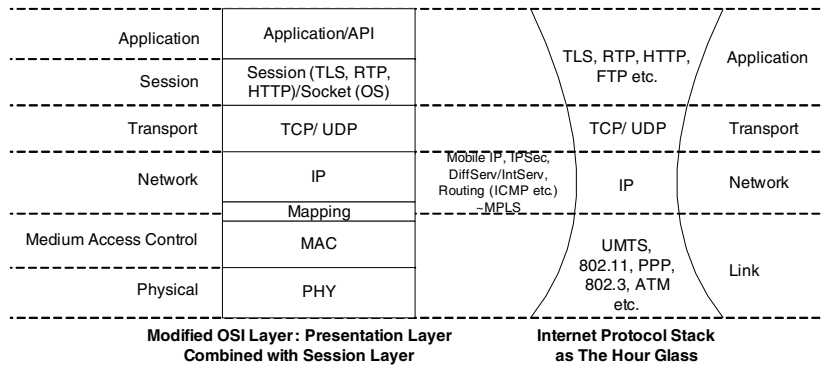 Application
Application/API
Session
Session (TLS, RTP,
HTTP)/Socket (OS)
Transport
TCP/ UDP
Network
IP
Mapping
Medium Access Control
MAC
Physical
PHY
Modified OSI Layer: Presentation Layer
Combined with Session Layer
Mobile IP, IPSec,
DiffServ/IntServ,
Routing (ICMP etc.)
~MPLS
TLS, RTP, HTTP,
FTP etc.
Application
TCP/ UDP
Transport
IP
Network
UMTS,
802.11, PPP,
802.3, ATM
etc.
Link
Internet Protocol Stack
as The Hour Glass